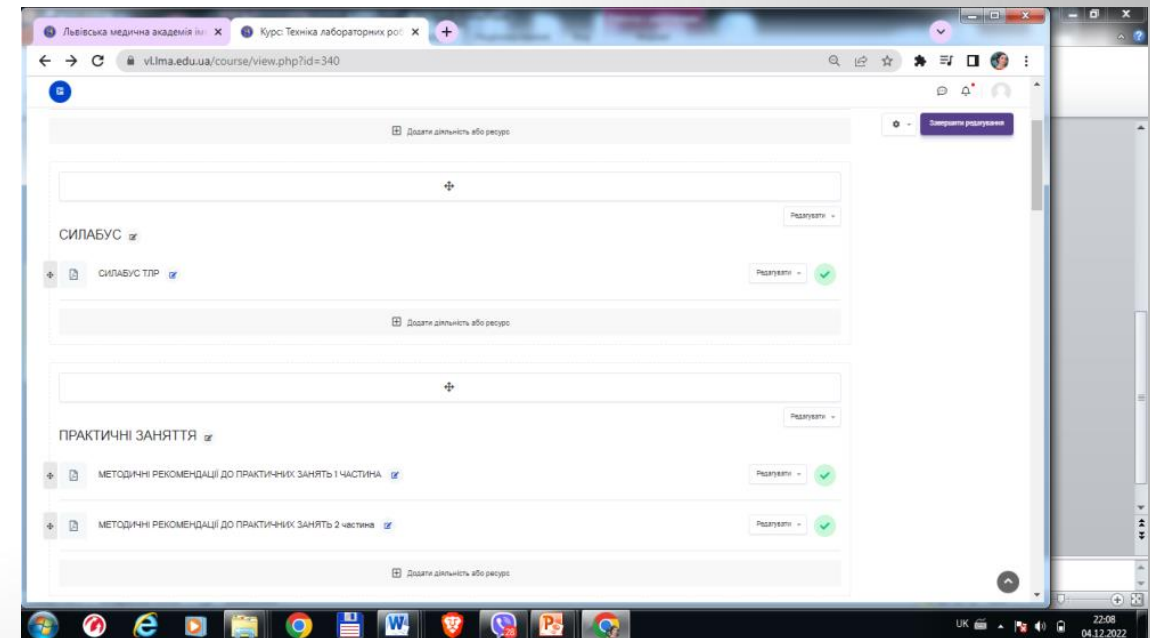 Львівська медична академія ім
Курс: Техніка лабораторних роб
vl.lma.edu.ua/course/view.php?id=340
Додати діяльність або ресурс
Завершити редагування
Редагувати
СИЛАБУС
СИЛАБУС ТЛР
Редагувати
Додати діяльність або ресурс
Редагувати
ПРАКТИЧНІ ЗАНЯТТЯ
МЕТОДИЧНІ РЕКОМЕНДАЦІЇ ДО ПРАКТИЧНИХ ЗАНЯТЬ 1 ЧАСТИНА
Редагувати
МЕТОДИЧНІ РЕКОМЕНДАЦІЇ ДО ПРАКТИЧНИХ ЗАНЯТЬ 2 частина
Редагувати
Додати діяльність або ресурс
UK
22:08
04.12.2022